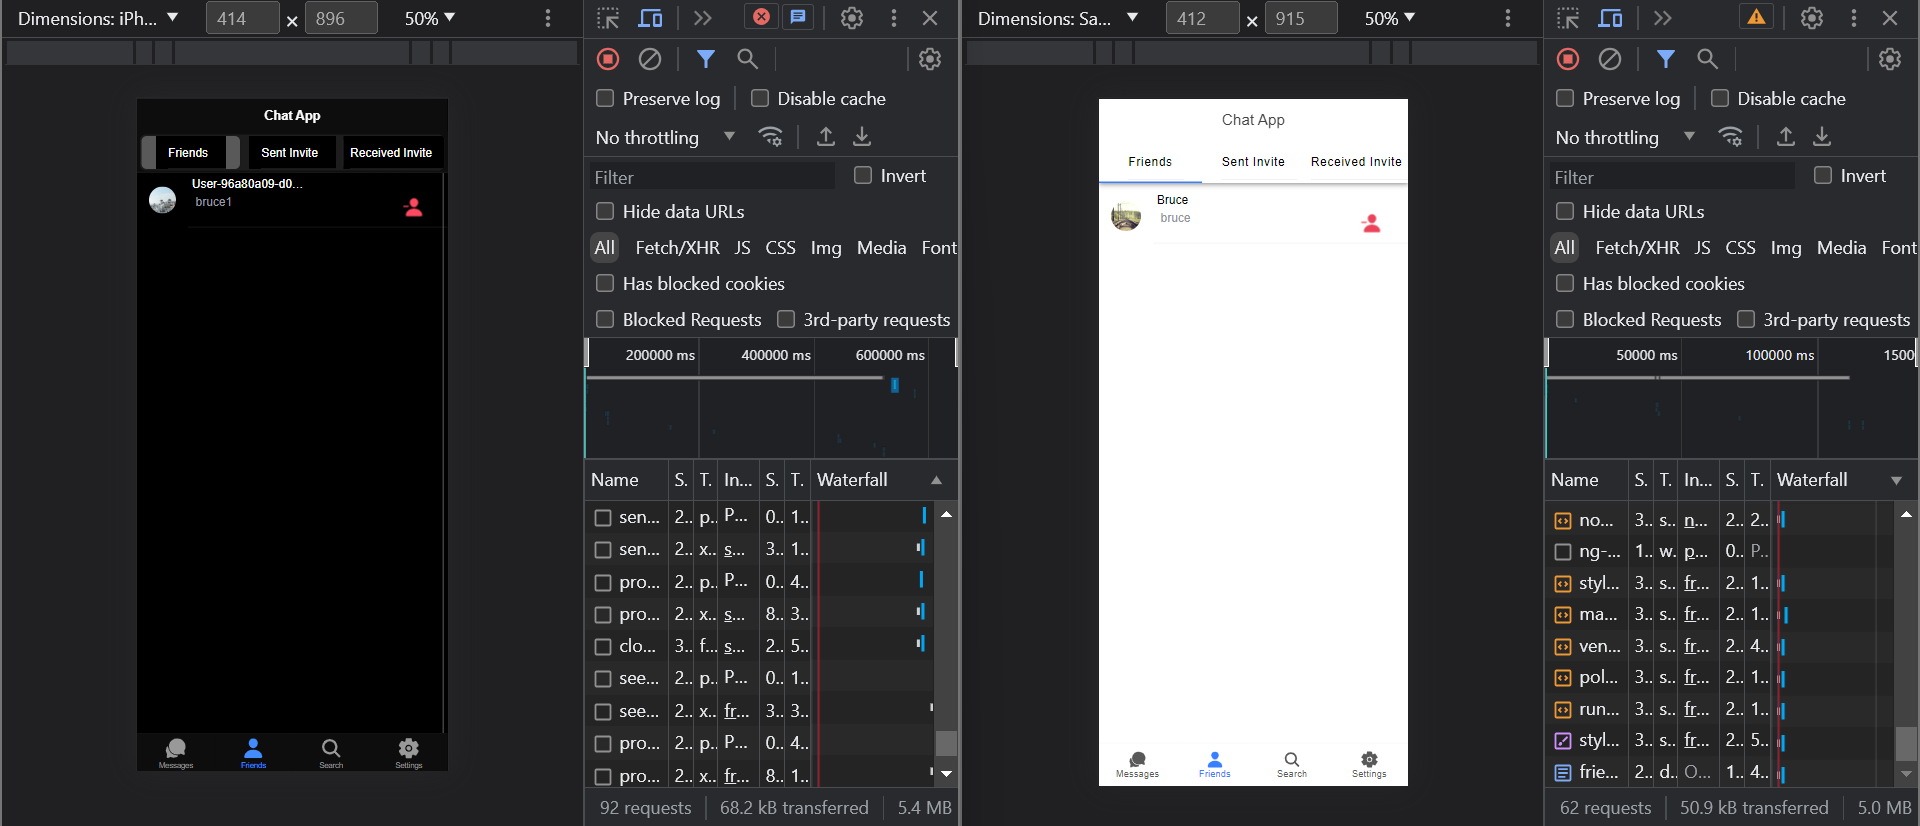 Dimensions: iPh... ▼ 414 × 896 50% ▼
Chat App
Friends Sent Invite Received Invite
User-96a80a09-d0...
bruce1
Messages Friends Search Settings
Preserve log Disable cache
No throttling
Filter Invert
Hide data URLs
All Fetch/XHR JS CSS Img Media Font
Has blocked cookies
Blocked Requests 3rd-party requests
200000 ms 400000 ms 600000 ms
Name S. T. In... S. T. Waterfall
sen... 2.. p.. P... 0.. 1..
sen... 2.. x.. s... 3.. 1..
pro... 2.. p.. P... 0.. 4..
pro... 2.. x.. s... 8.. 3..
clo... 3.. f... s... 2.. 5..
see... 2.. p.. P... 0.. 1..
see... 2.. x.. fr... 3.. 3..
pro... 2.. p.. P... 0.. 4..
pro... 2.. x.. fr... 8.. 1..
92 requests 68.2 kB transferred 5.4 MB
Dimensions: Sa... ▼ 412 × 915 50% ▼
Chat App
Friends Sent Invite Received Invite
Bruce
bruce
Messages Friends Search Settings
Preserve log Disable cache
No throttling
Filter Invert
Hide data URLs
All Fetch/XHR JS CSS Img Media Font
Has blocked cookies
Blocked Requests 3rd-party requests
50000 ms 100000 ms 1500
Name S. T. In... S. T. Waterfall
no... 3.. s.. n... 2.. 2..
ng-... 1.. w. p... 0.. P..
styl... 3.. s.. fr... 2.. 1..
ma... 3.. s.. fr... 2.. 1..
ven... 3.. s.. fr... 2.. 4..
pol... 3.. s.. fr... 2.. 1..
run... 3.. s.. fr... 2.. 1..
styl... 3.. s.. fr... 2.. 5..
frie... 2.. d.. O... 1.. 4..
62 requests 50.9 kB transferred 5.0 MB